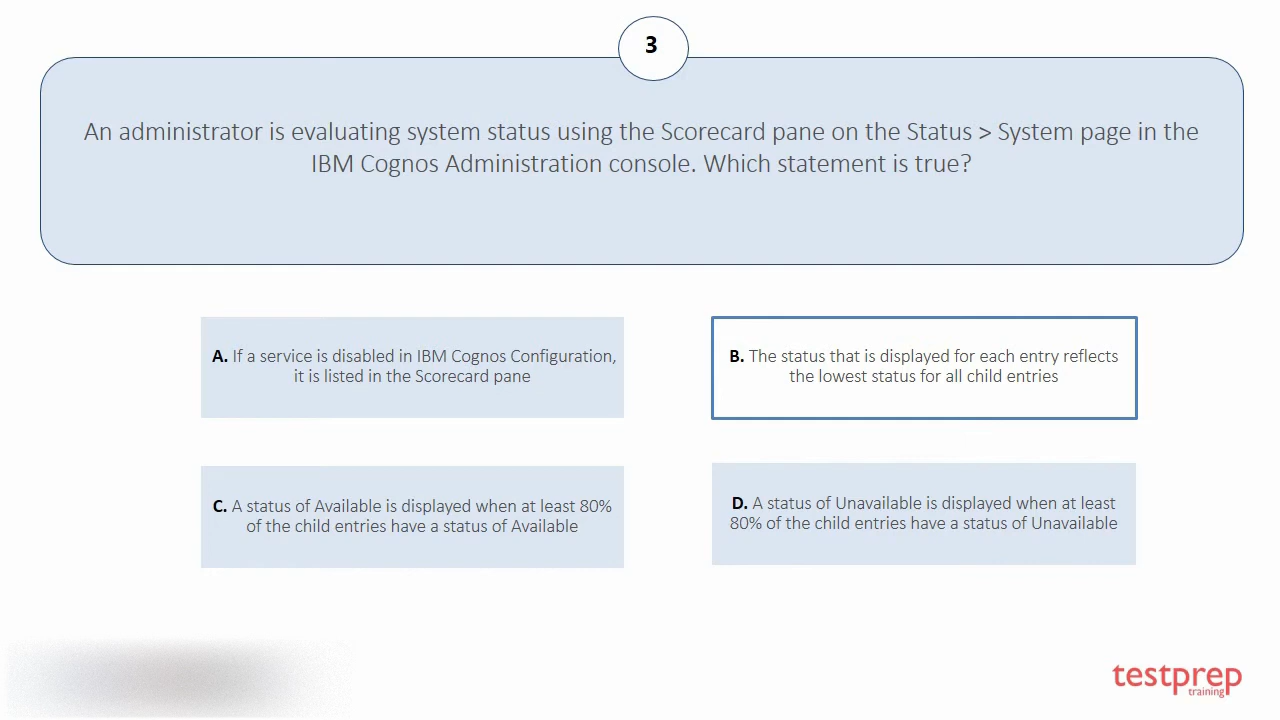 3
An administrator is evaluating system status using the Scorecard pane on the Status > System page in the
IBM Cognos Administration console. Which statement is true?
A. If a service is disabled in IBM Cognos Configuration,
it is listed in the Scorecard pane
B. The status that is displayed for each entry reflects
the lowest status for all child entries
C. A status of Available is displayed when at least 80%
of the child entries have a status of Available
D. A status of Unavailable is displayed when at least
80% of the child entries have a status of Unavailable
testprep
training